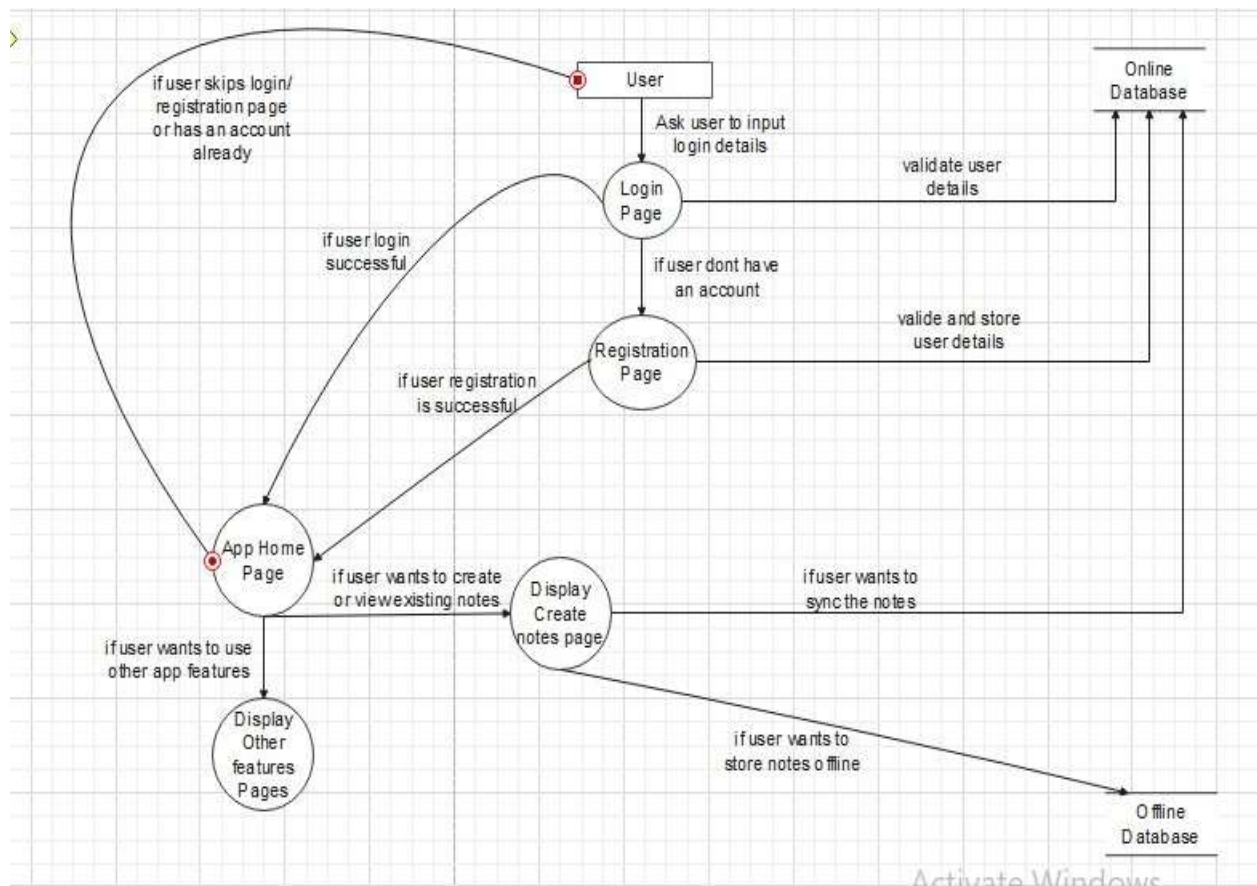 User
Online
Database
if user skips login/
registration page
or has an account
already
Ask user to input
login details
Login
Page
validate user
details
if user login
successful
if user dont have
an account
Registration
Page
valide and store
user details
if user registration
is successful
App Home
Page
if user wants to create
or view existing notes
Display
Create
notes page
if user wants to
sync the notes
if user wants to use
other app features
Display
Other
features
Pages
if user wants to
store notes offline
Offline
Database
Activate Windows